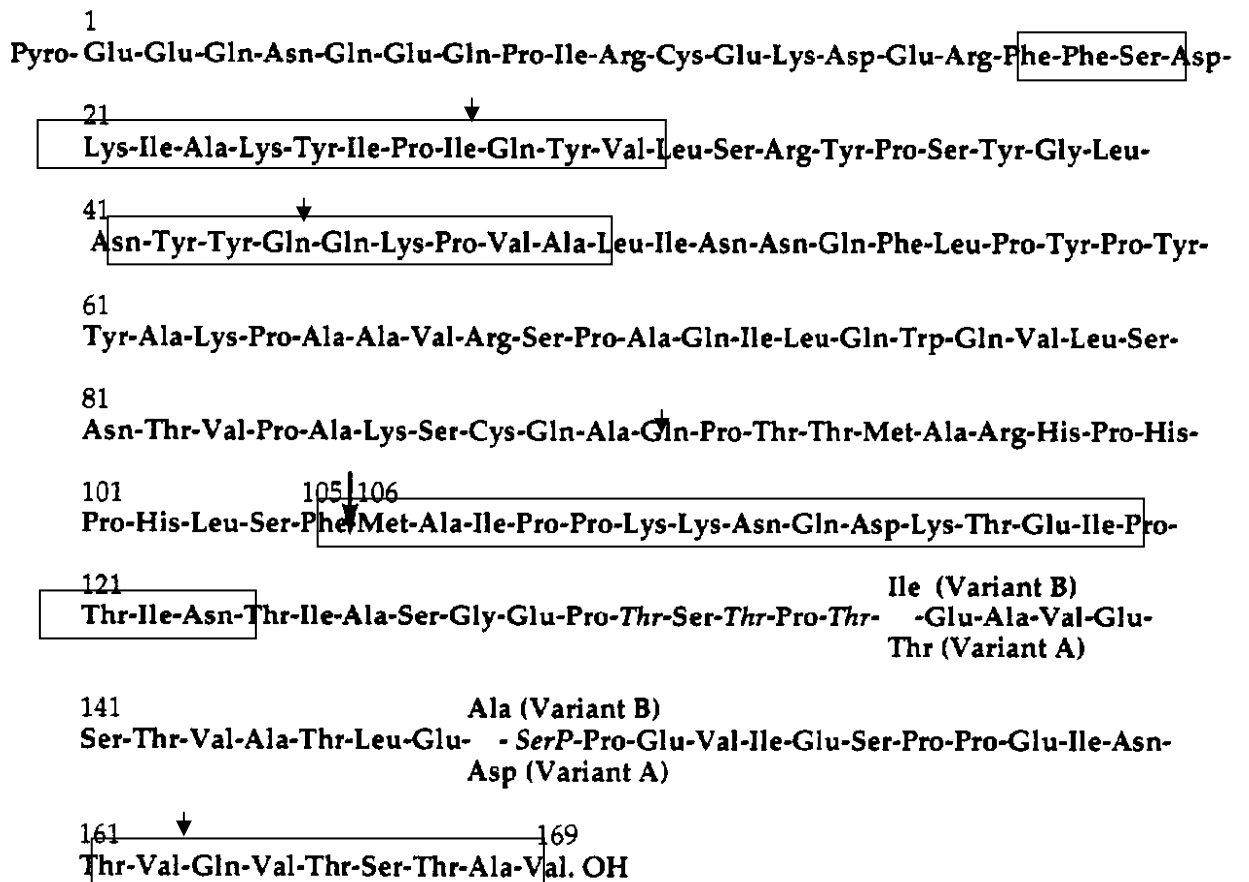 1
Pyro- Glu-Glu-Gln-Asn-Gln-Glu-Gln-Pro-Ile-Arg-Cys-Glu-Lys-Asp-Glu-Arg-Phe-Phe-Ser-Asp-
21
Lys-Ile-Ala-Lys-Tyr-Ile-Pro-Ile-Gln-Tyr-Val-Leu-Ser-Arg-Tyr-Pro-Ser-Tyr-Gly-Leu-
41
Asn-Tyr-Tyr-Gln-Gln-Lys-Pro-Val-Ala-Leu-Ile-Asn-Asn-Gln-Phe-Leu-Pro-Tyr-Pro-Tyr-
61
Tyr-Ala-Lys-Pro-Ala-Ala-Val-Arg-Ser-Pro-Ala-Gln-Ile-Leu-Gln-Trp-Gln-Val-Leu-Ser-
81
Asn-Thr-Val-Pro-Ala-Lys-Ser-Cys-Gln-Ala-Gln-Pro-Thr-Thr-Met-Ala-Arg-His-Pro-His-
101 105 106
Pro-His-Leu-Ser-Phe Met-Ala-Ile-Pro-Pro-Lys-Lys-Asn-Gln-Asp-Lys-Thr-Glu-Ile-Pro-
121 Ile (Variant B)
Thr-Ile-Asn-Thr-Ile-Ala-Ser-Gly-Glu-Pro-Thr-Ser-Thr-Pro-Thr- -Glu-Ala-Val-Glu-
Thr (Variant A)
141 Ala (Variant B)
Ser-Thr-Val-Ala-Thr-Leu-Glu- - SerP-Pro-Glu-Val-Ile-Glu-Ser-Pro-Pro-Glu-Ile-Asn-
Asp (Variant A)
161 169
Thr-Val-Gln-Val-Thr-Ser-Thr-Ala-Val. OH